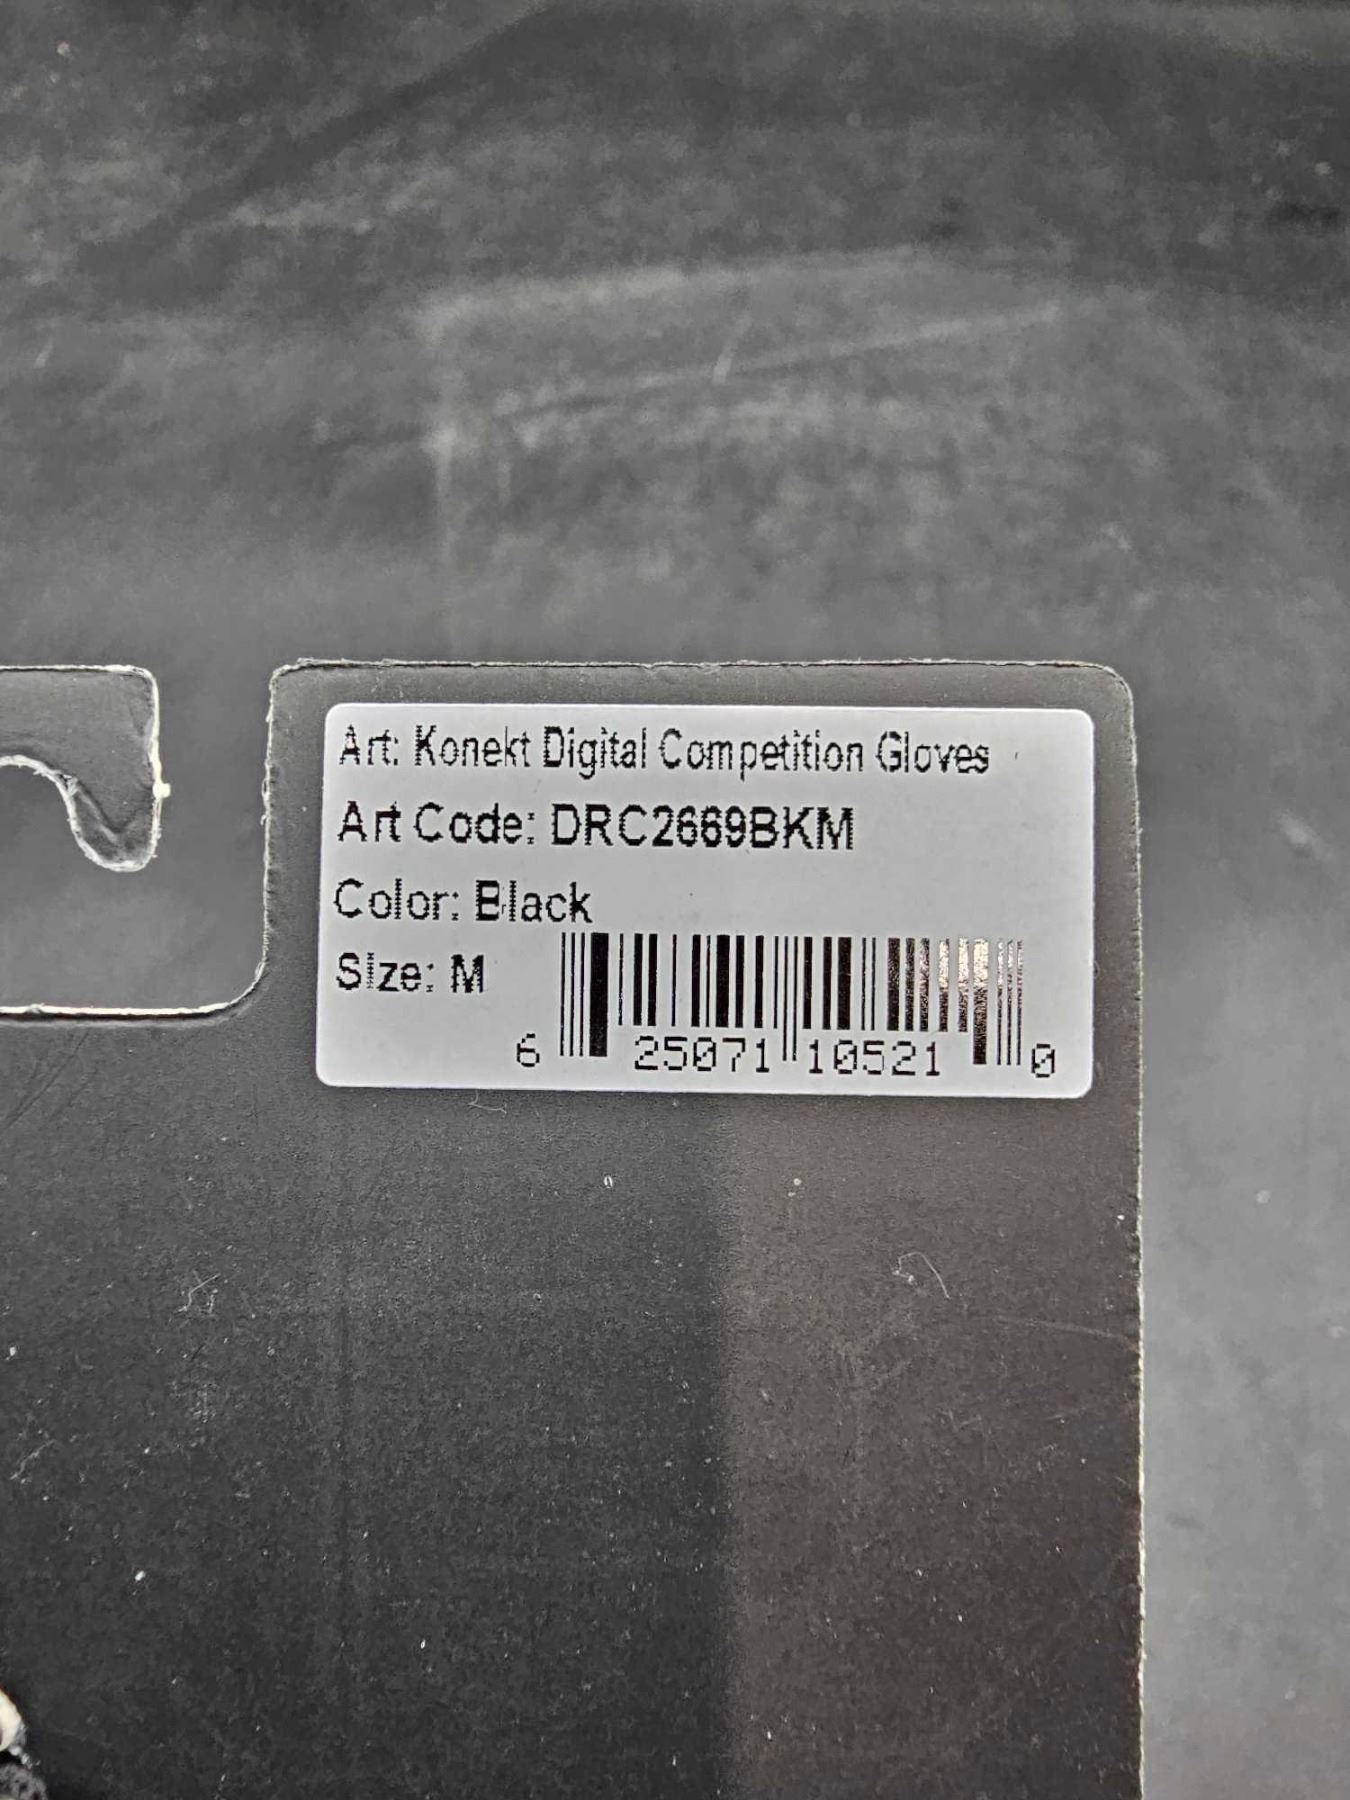 Art: Konekt Digital Competition Gloves
Art Code: DRC2669BKM
Color: Black
Size: M
6 25071 10521 0